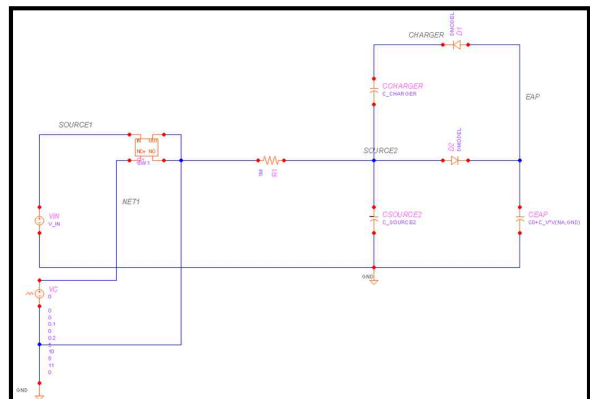 CHARGER
DMODEL
D1
CCHARGER
C_CHARGER
EAP
SOURCE1
SOURCE2
DMODEL
D2
1M
R1
NET1
VIN
V_IN
CSOURCE2
C_SOURCE2
CEAP
C0+C_V*V(NA,GND)
GND
VC
0
0
0
0.1
0
0.2
10
5
11
0
GND